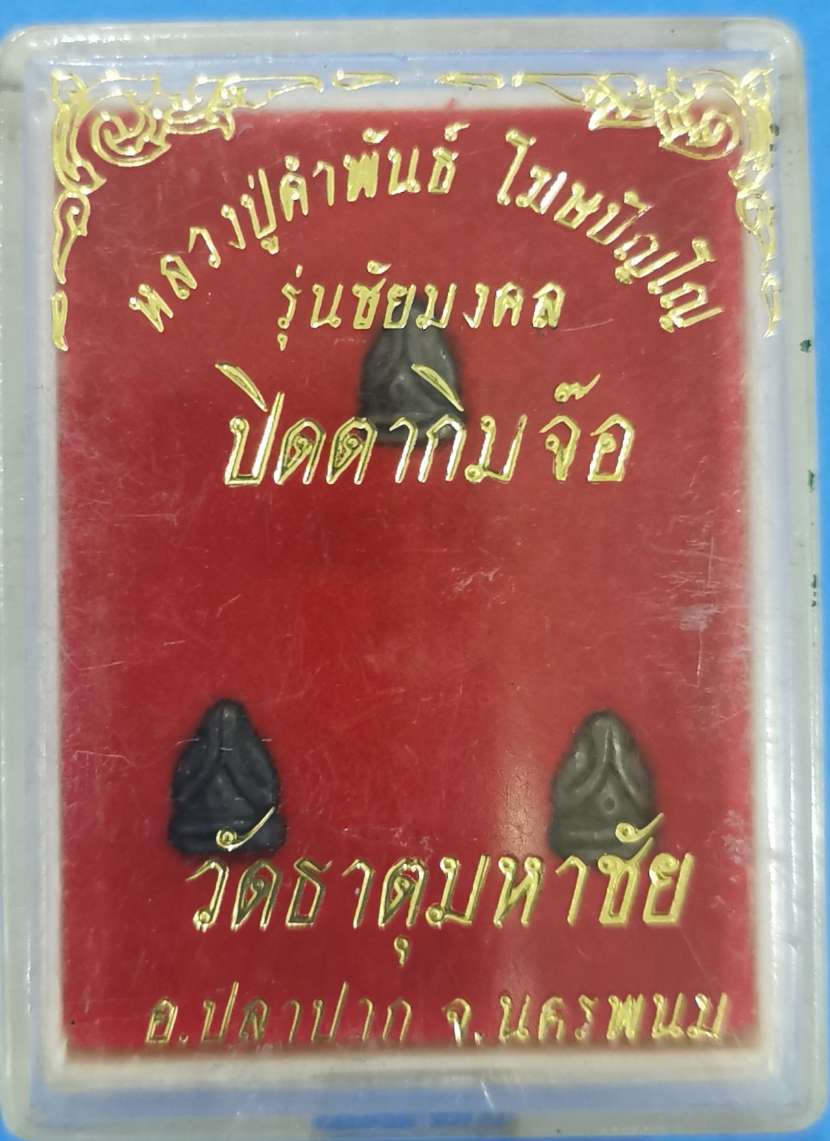 หลวงปู่คำพันธ์ โฆษปัญโญ
รุ่นชัยมงคล
ปิดตากิมจ๊อ
วัดธาตุมหาชัย
อ.ปลาปาก จ.นครพนม